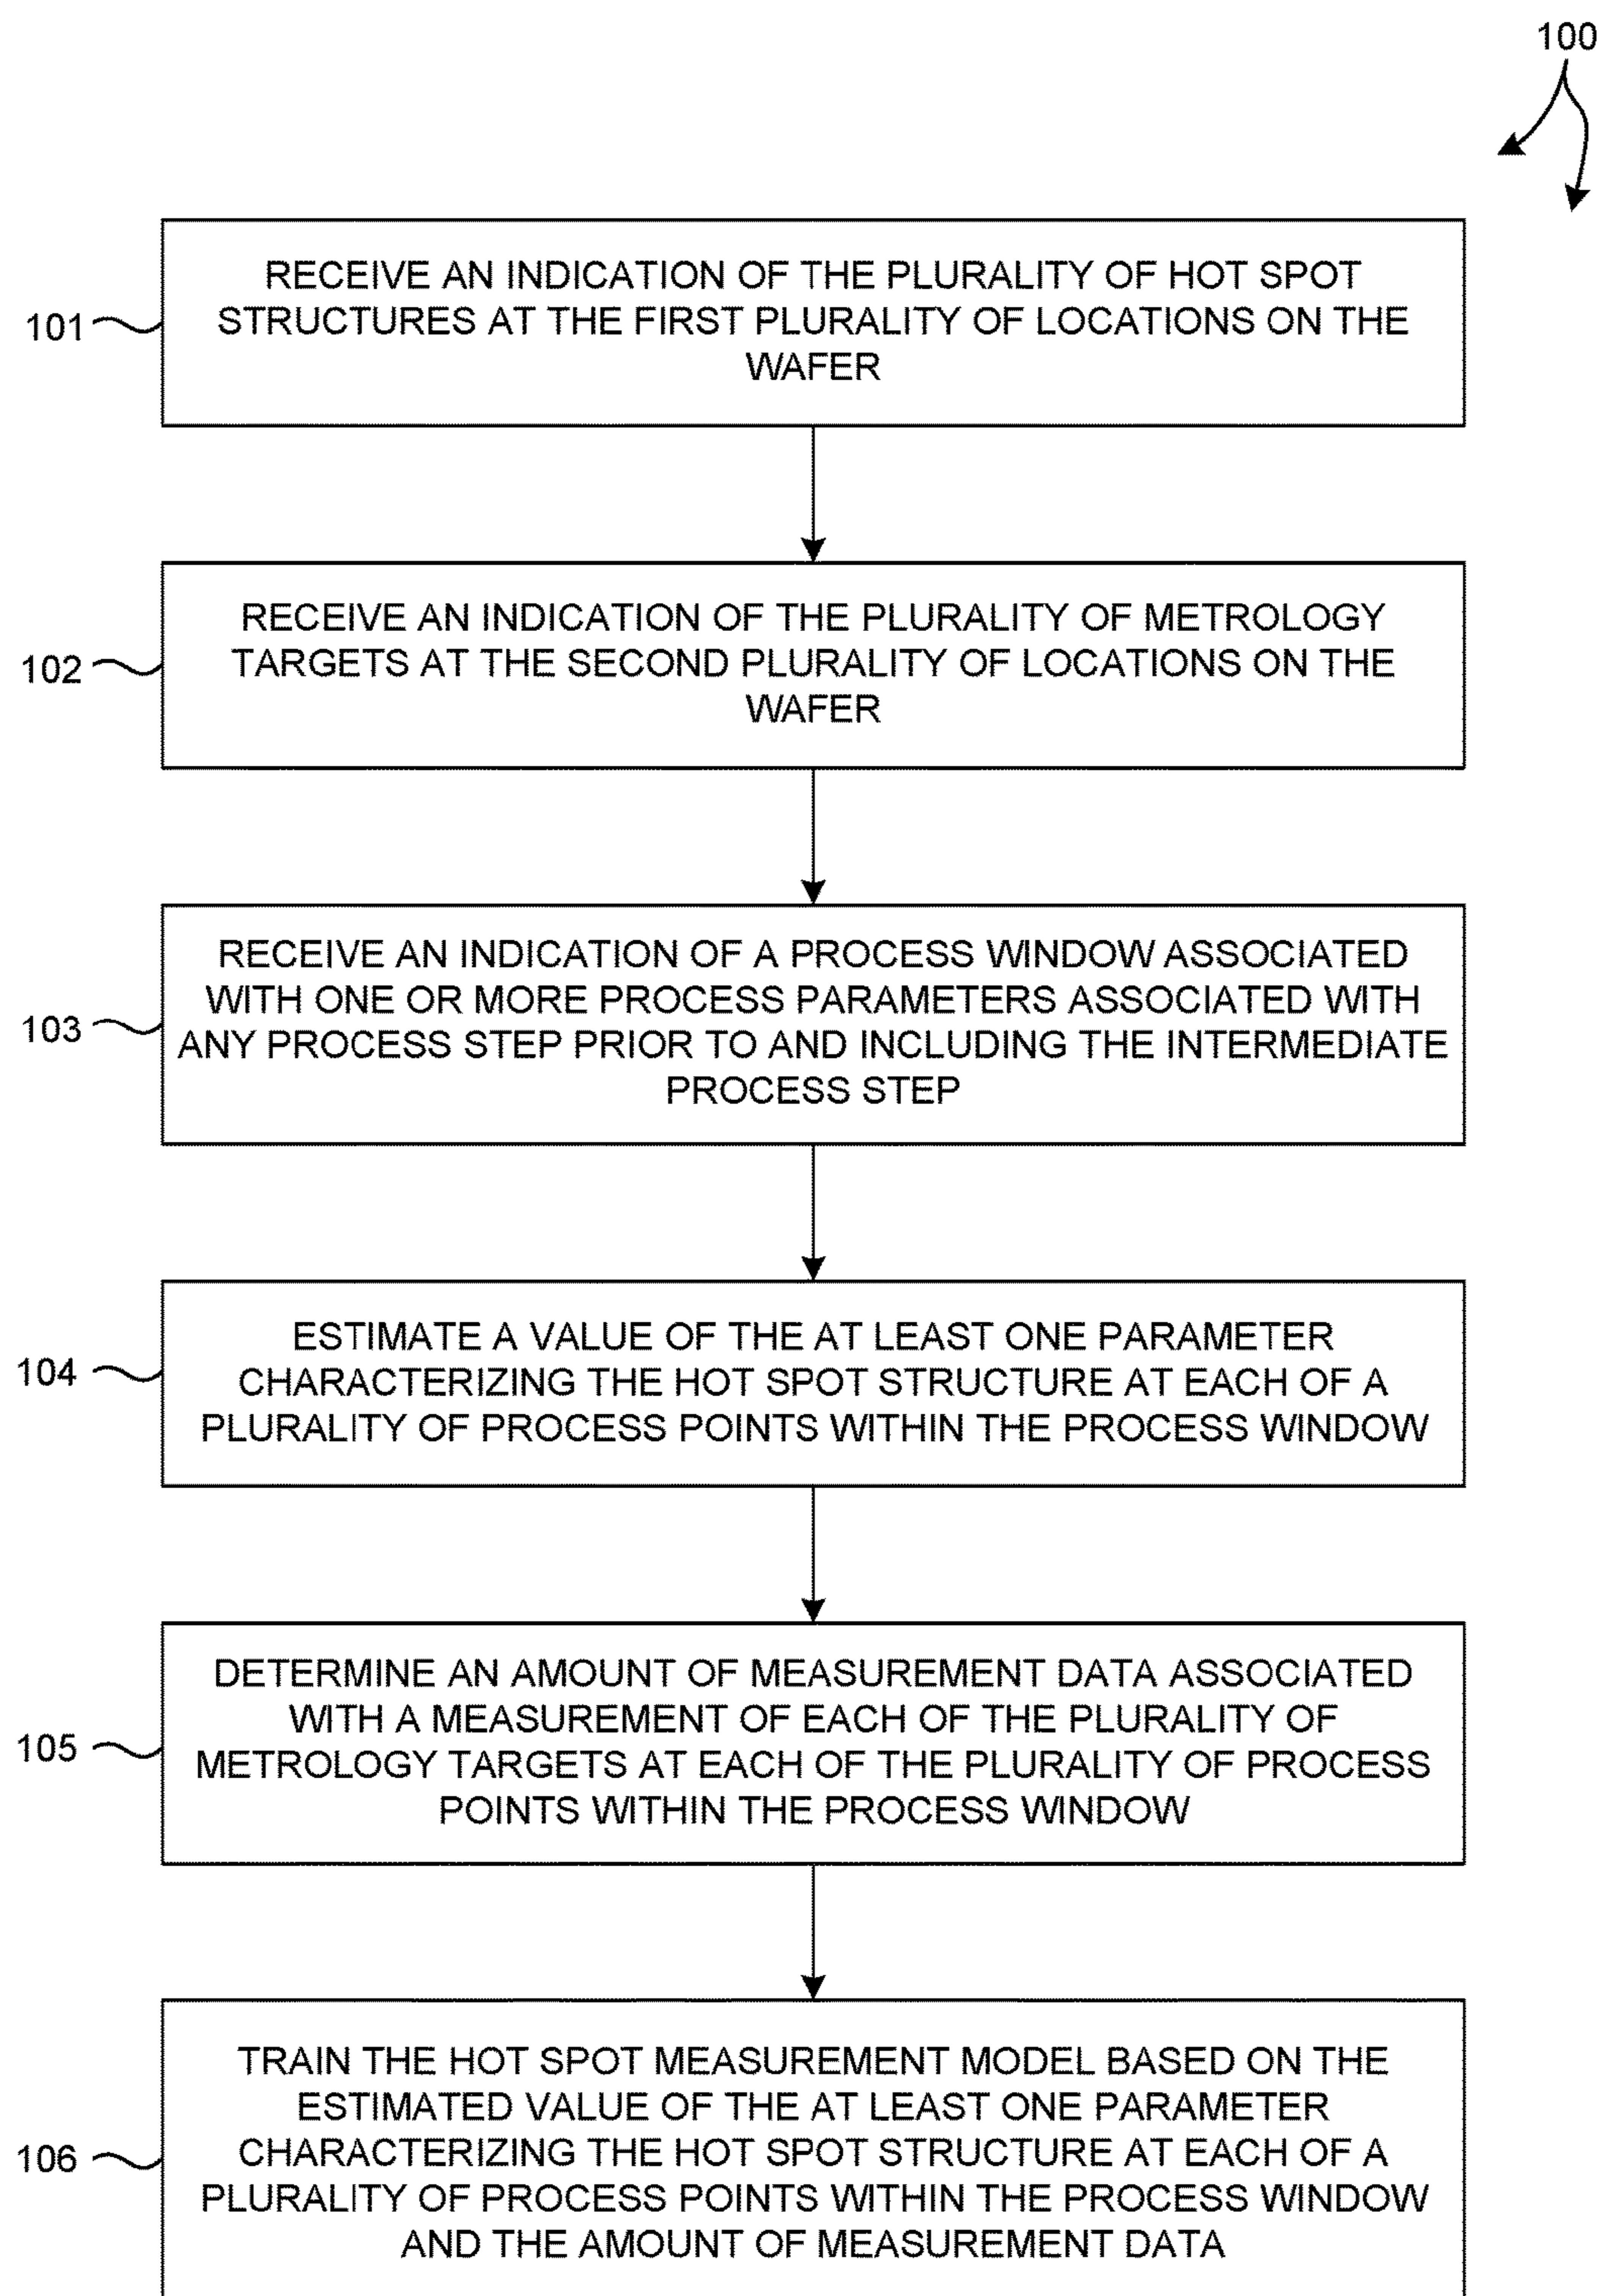 100
101
RECEIVE AN INDICATION OF THE PLURALITY OF HOT SPOT
STRUCTURES AT THE FIRST PLURALITY OF LOCATIONS ON THE
WAFER
102
RECEIVE AN INDICATION OF THE PLURALITY OF METROLOGY
TARGETS AT THE SECOND PLURALITY OF LOCATIONS ON THE
WAFER
103
RECEIVE AN INDICATION OF A PROCESS WINDOW ASSOCIATED
WITH ONE OR MORE PROCESS PARAMETERS ASSOCIATED WITH
ANY PROCESS STEP PRIOR TO AND INCLUDING THE INTERMEDIATE
PROCESS STEP
104
ESTIMATE A VALUE OF THE AT LEAST ONE PARAMETER
CHARACTERIZING THE HOT SPOT STRUCTURE AT EACH OF A
PLURALITY OF PROCESS POINTS WITHIN THE PROCESS WINDOW
105
DETERMINE AN AMOUNT OF MEASUREMENT DATA ASSOCIATED
WITH A MEASUREMENT OF EACH OF THE PLURALITY OF
METROLOGY TARGETS AT EACH OF THE PLURALITY OF PROCESS
POINTS WITHIN THE PROCESS WINDOW
106
TRAIN THE HOT SPOT MEASUREMENT MODEL BASED ON THE
ESTIMATED VALUE OF THE AT LEAST ONE PARAMETER
CHARACTERIZING THE HOT SPOT STRUCTURE AT EACH OF A
PLURALITY OF PROCESS POINTS WITHIN THE PROCESS WINDOW
AND THE AMOUNT OF MEASUREMENT DATA